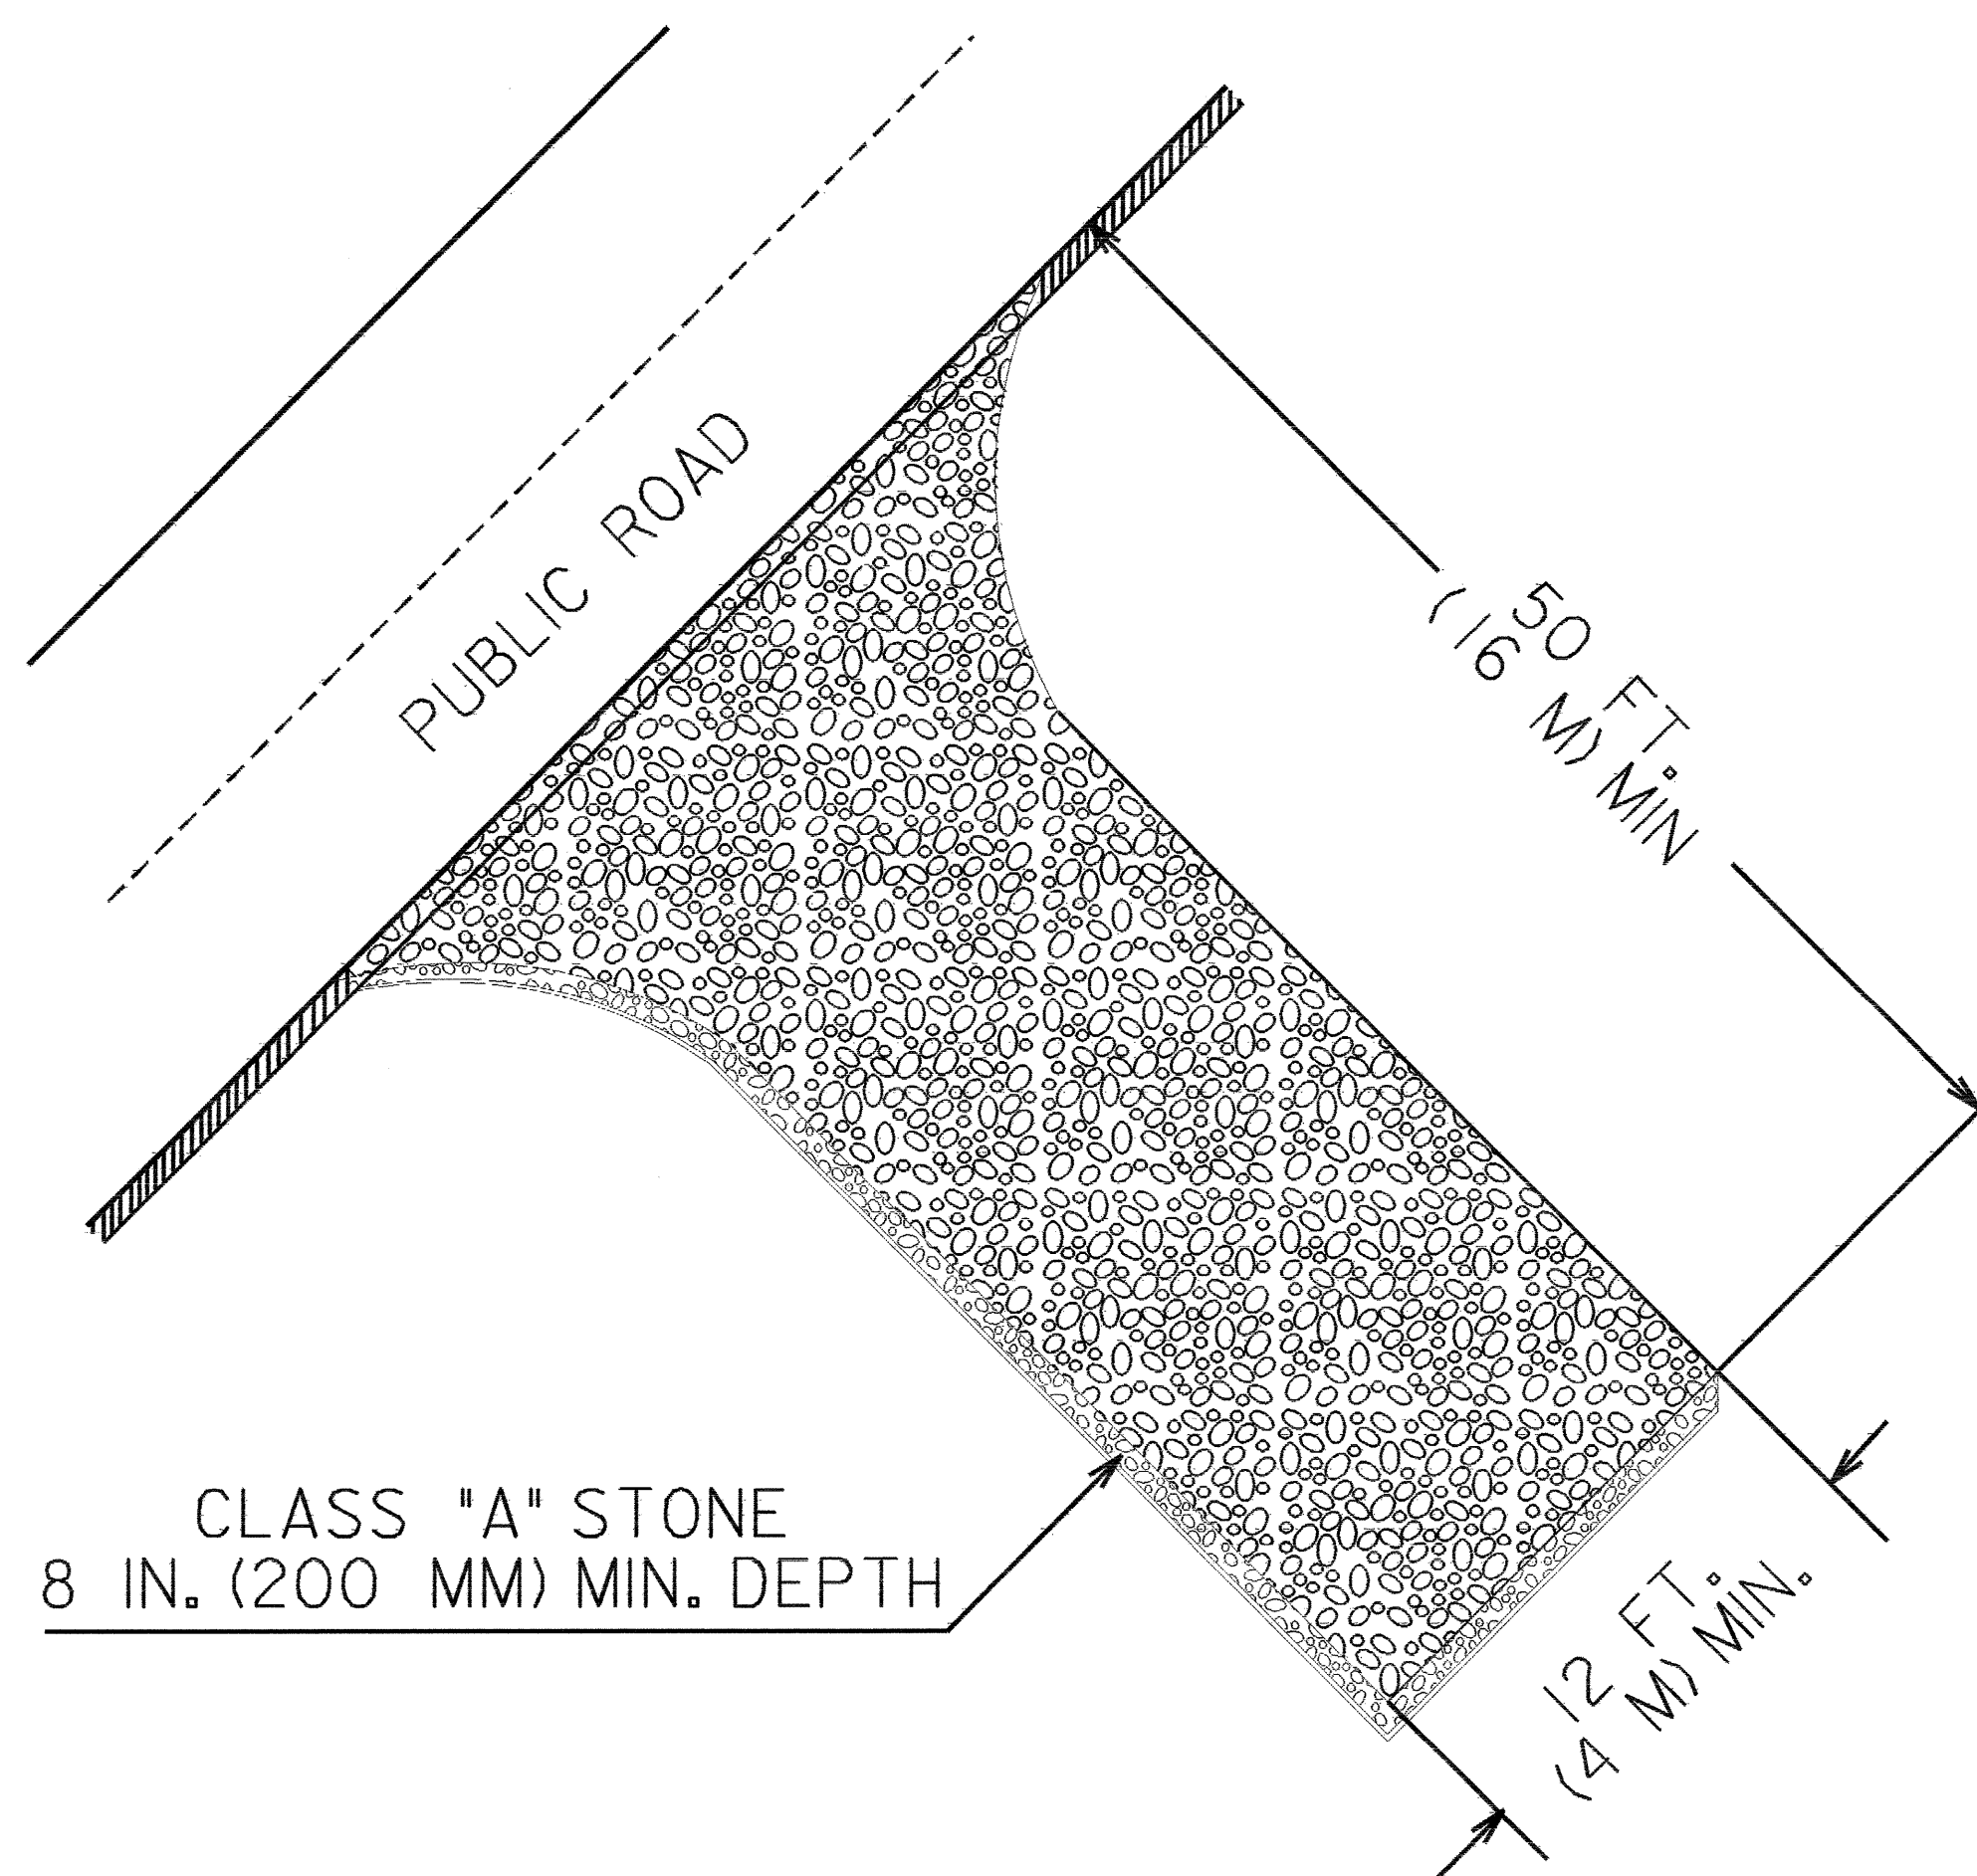 PUBLIC ROAD
50 FT.
(16 M) MIN
CLASS "A" STONE
8 IN. (200 MM) MIN. DEPTH
12 FT.
(4 M) MIN.